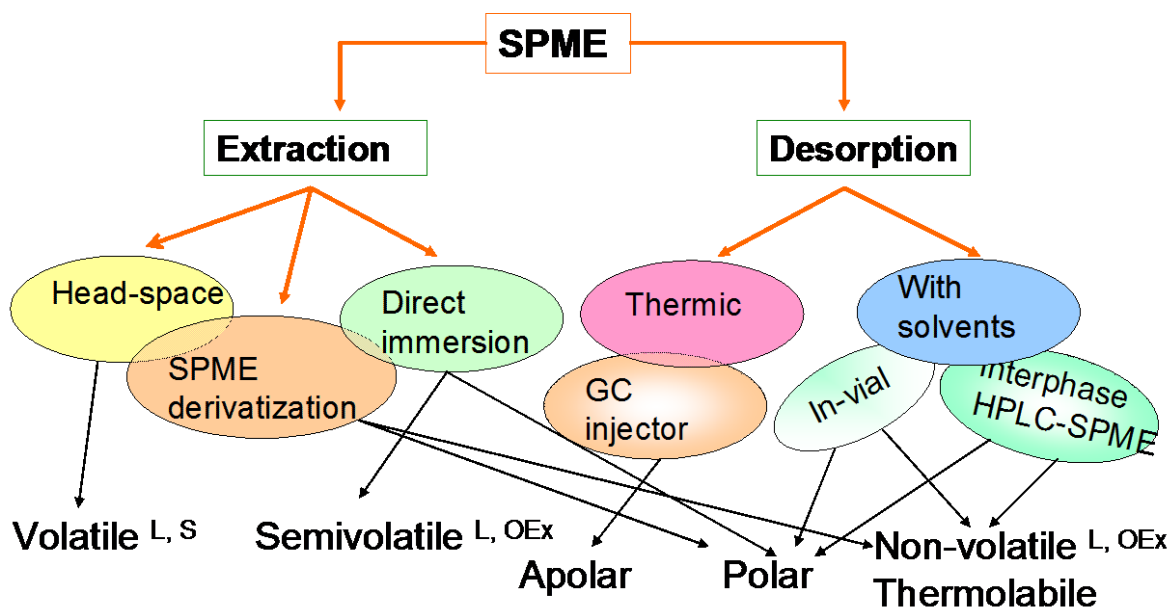 SPME
Extraction
Desorption
Head-space
SPME
derivatization
Direct
immersion
Thermic
GC
injector
With
solvents
In-vial
Interphase
HPLC-SPME
Volatile L, S
Semivolatile L, OEx
Apolar
Polar
Non-volatile L, OEx
Thermolabile